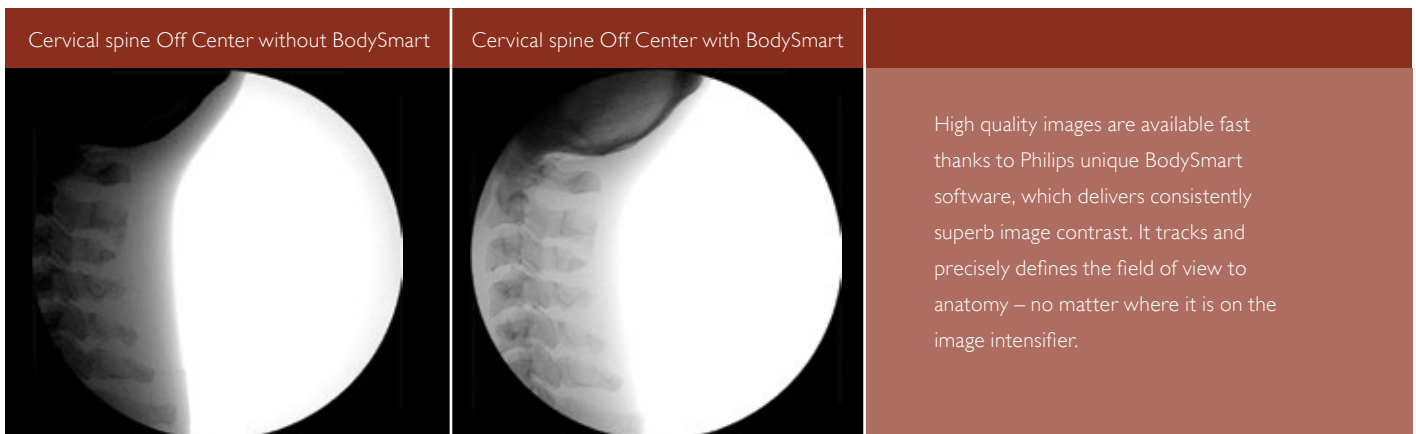 Cervical spine Off Center without BodySmart
Cervical spine Off Center with BodySmart
High quality images are available fast
thanks to Philips unique BodySmart
software, which delivers consistently
superb image contrast. It tracks and
precisely defines the field of view to
anatomy – no matter where it is on the
image intensifier.